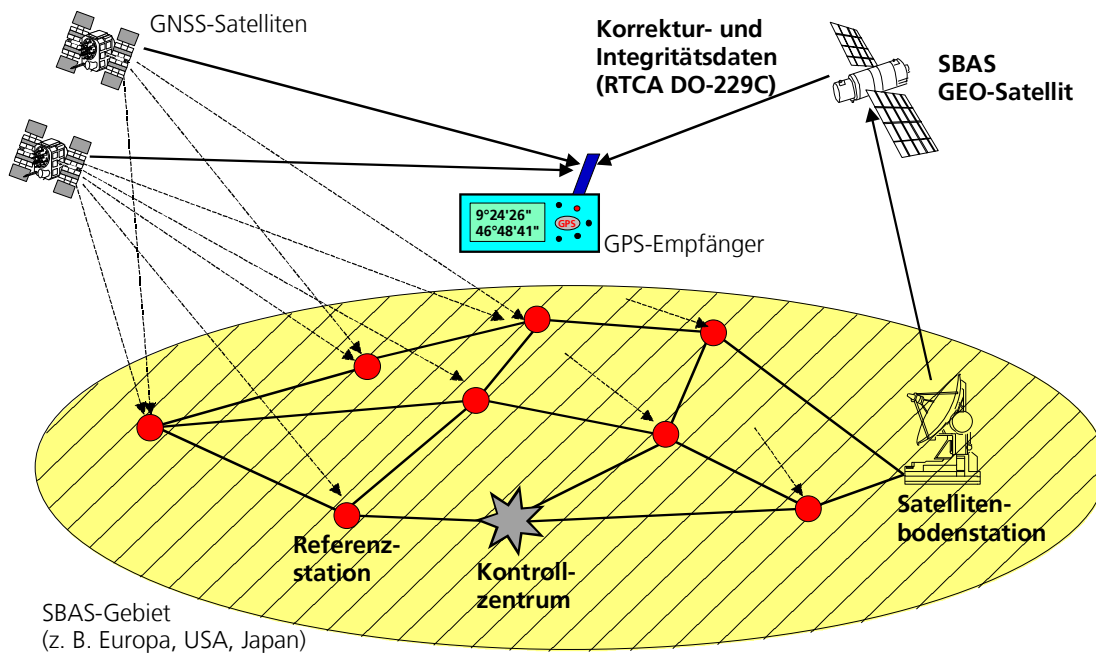 GNSS-Satelliten
Korrektur- und
Integritätsdaten
(RTCA DO-229C)
SBAS
GEO-Satellit
9°24'26"
46°48'41"
GPS
GPS-Empfänger
Satelliten-
bodenstation
Referenz-
station
Kontroll-
zentrum
SBAS-Gebiet
(z. B. Europa, USA, Japan)